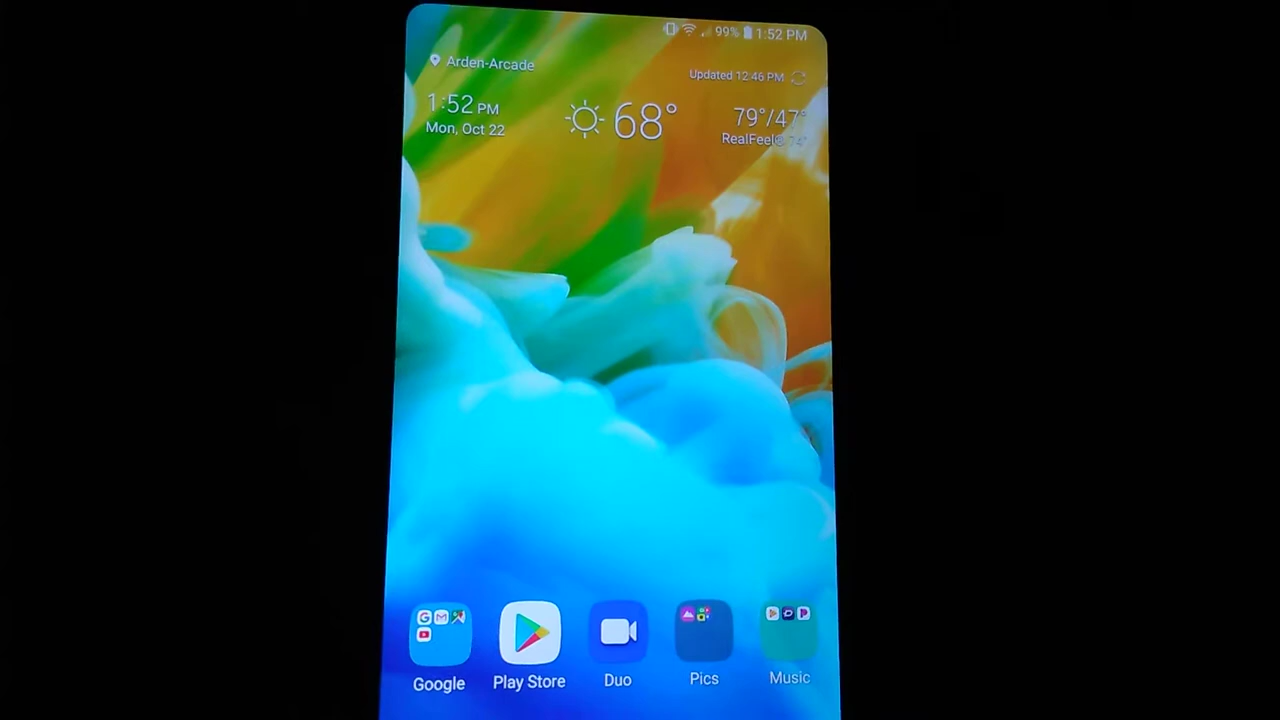 99% 1:52 PM
Arden-Arcade
Updated 12:46 PM
1:52 PM
68°
79°/47°
Mon, Oct 22
RealFeel® 74°
Google
Play Store
Duo
Pics
Music